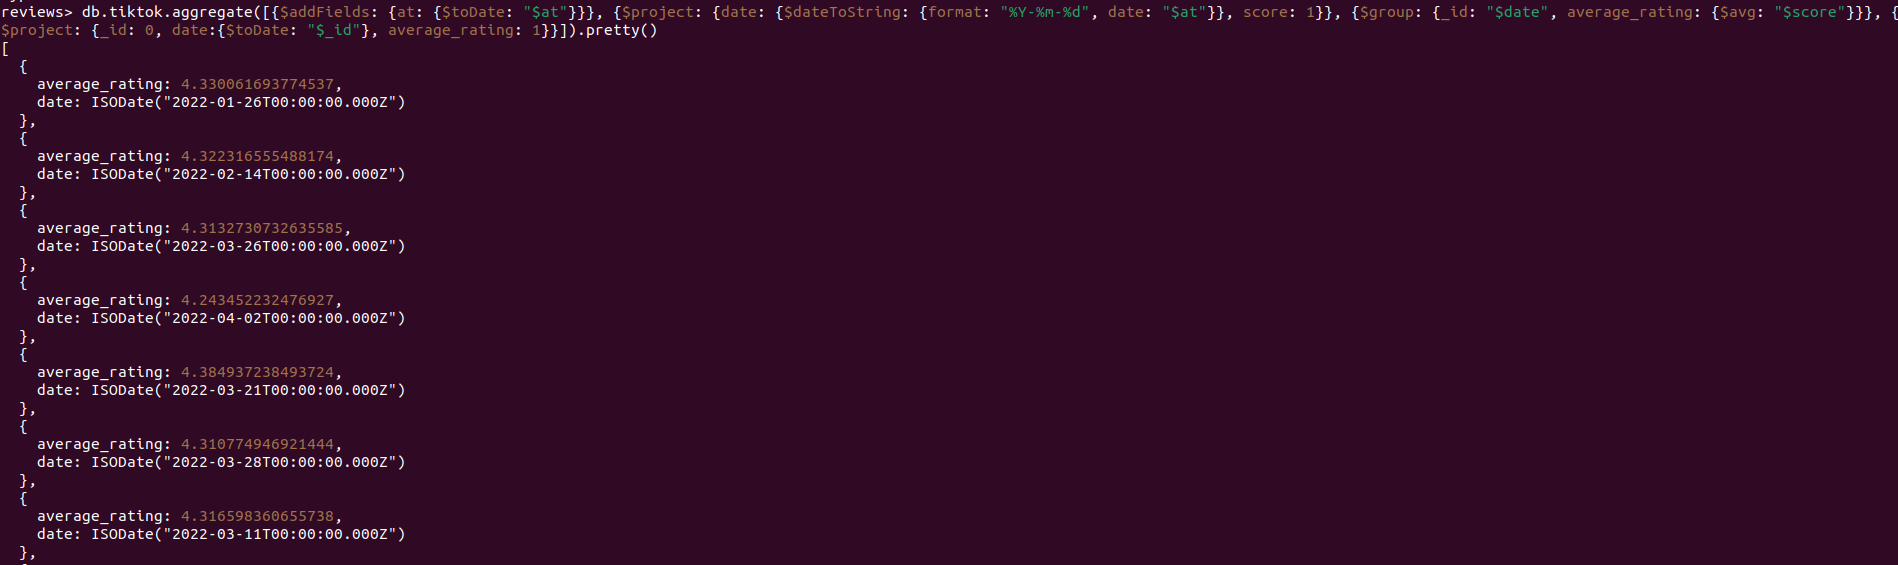 reviews> db.tiktok.aggregate([{$addFields: {at: {$toDate: "$at"}}}, {$project: {date: {$dateToString: {format: "%Y-%m-%d", date: "$at"}}, score: 1}}, {$group: {_id: "$date", average_rating: {$avg: "$score"}}}, {
$project: {_id: 0, date:{$toDate: "$_id"}, average_rating: 1}}]).pretty()
[
  {
    average_rating: 4.330061693774537,
    date: ISODate("2022-01-26T00:00:00.000Z")
  },
  {
    average_rating: 4.322316555488174,
    date: ISODate("2022-02-14T00:00:00.000Z")
  },
  {
    average_rating: 4.3132730732635585,
    date: ISODate("2022-03-26T00:00:00.000Z")
  },
  {
    average_rating: 4.243452232476927,
    date: ISODate("2022-04-02T00:00:00.000Z")
  },
  {
    average_rating: 4.384937238493724,
    date: ISODate("2022-03-21T00:00:00.000Z")
  },
  {
    average_rating: 4.310774946921444,
    date: ISODate("2022-03-28T00:00:00.000Z")
  },
  {
    average_rating: 4.316598360655738,
    date: ISODate("2022-03-11T00:00:00.000Z")
  },